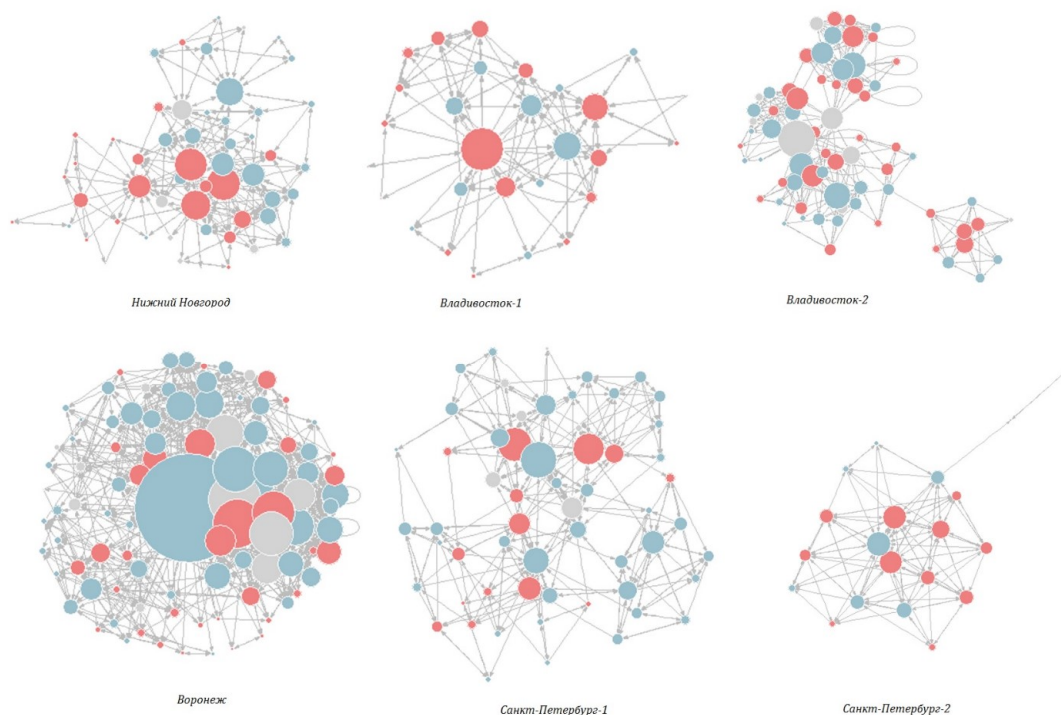 Нижний Новгород
Владивосток-1
Владивосток-2
Воронеж
Санкт-Петербург-1
Санкт-Петербург-2